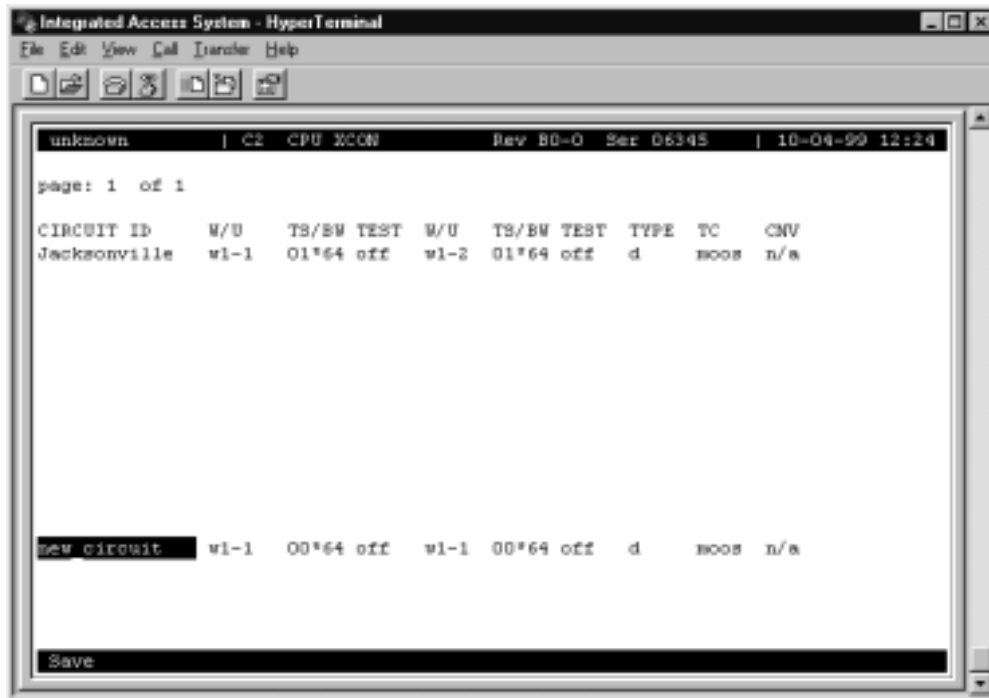 Integrated Access System - HyperTerminal
File Edit View Call Transfer Help
unknown | C2 CPU XCON Rev B0-0 Ser 06345 | 10-04-99 12:24
page: 1 of 1
CIRCUIT ID W/U TS/BW TEST W/U TS/BW TEST TYPE TC CNV
Jacksonville w1-1 01*64 off w1-2 01*64 off d moos n/a
new circuit w1-1 00*64 off w1-1 00*64 off d moos n/a
Save